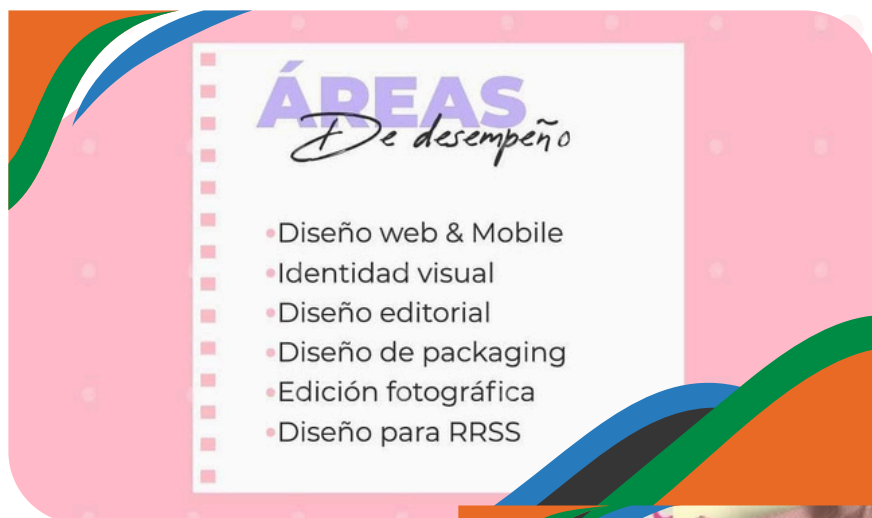 ÁREAS
De desempeño
•Diseño web & Mobile
•Identidad visual
•Diseño editorial
•Diseño de packaging
•Edición fotográfica
•Diseño para RRSS